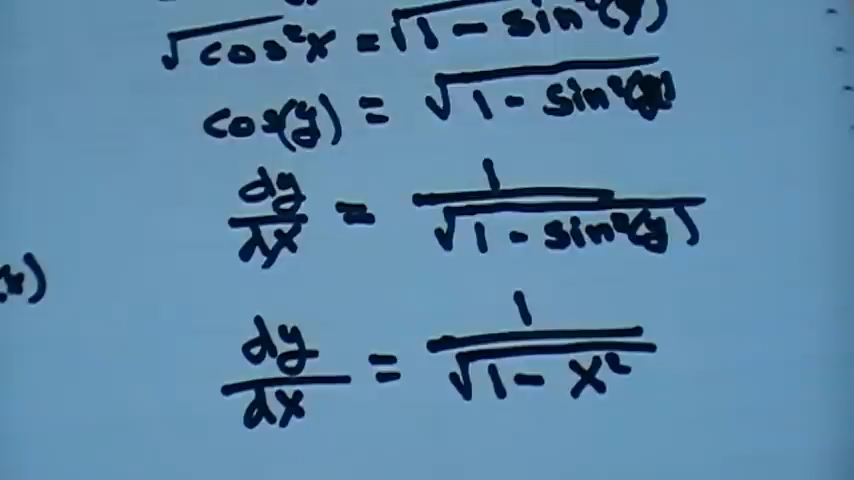 √cos²x = √1 - sin²(y)
cos(y) = √1 - sin²(y)
dy/dx = 1/√1 - sin²(y)
x)
dy/dx = 1/√1 - x²